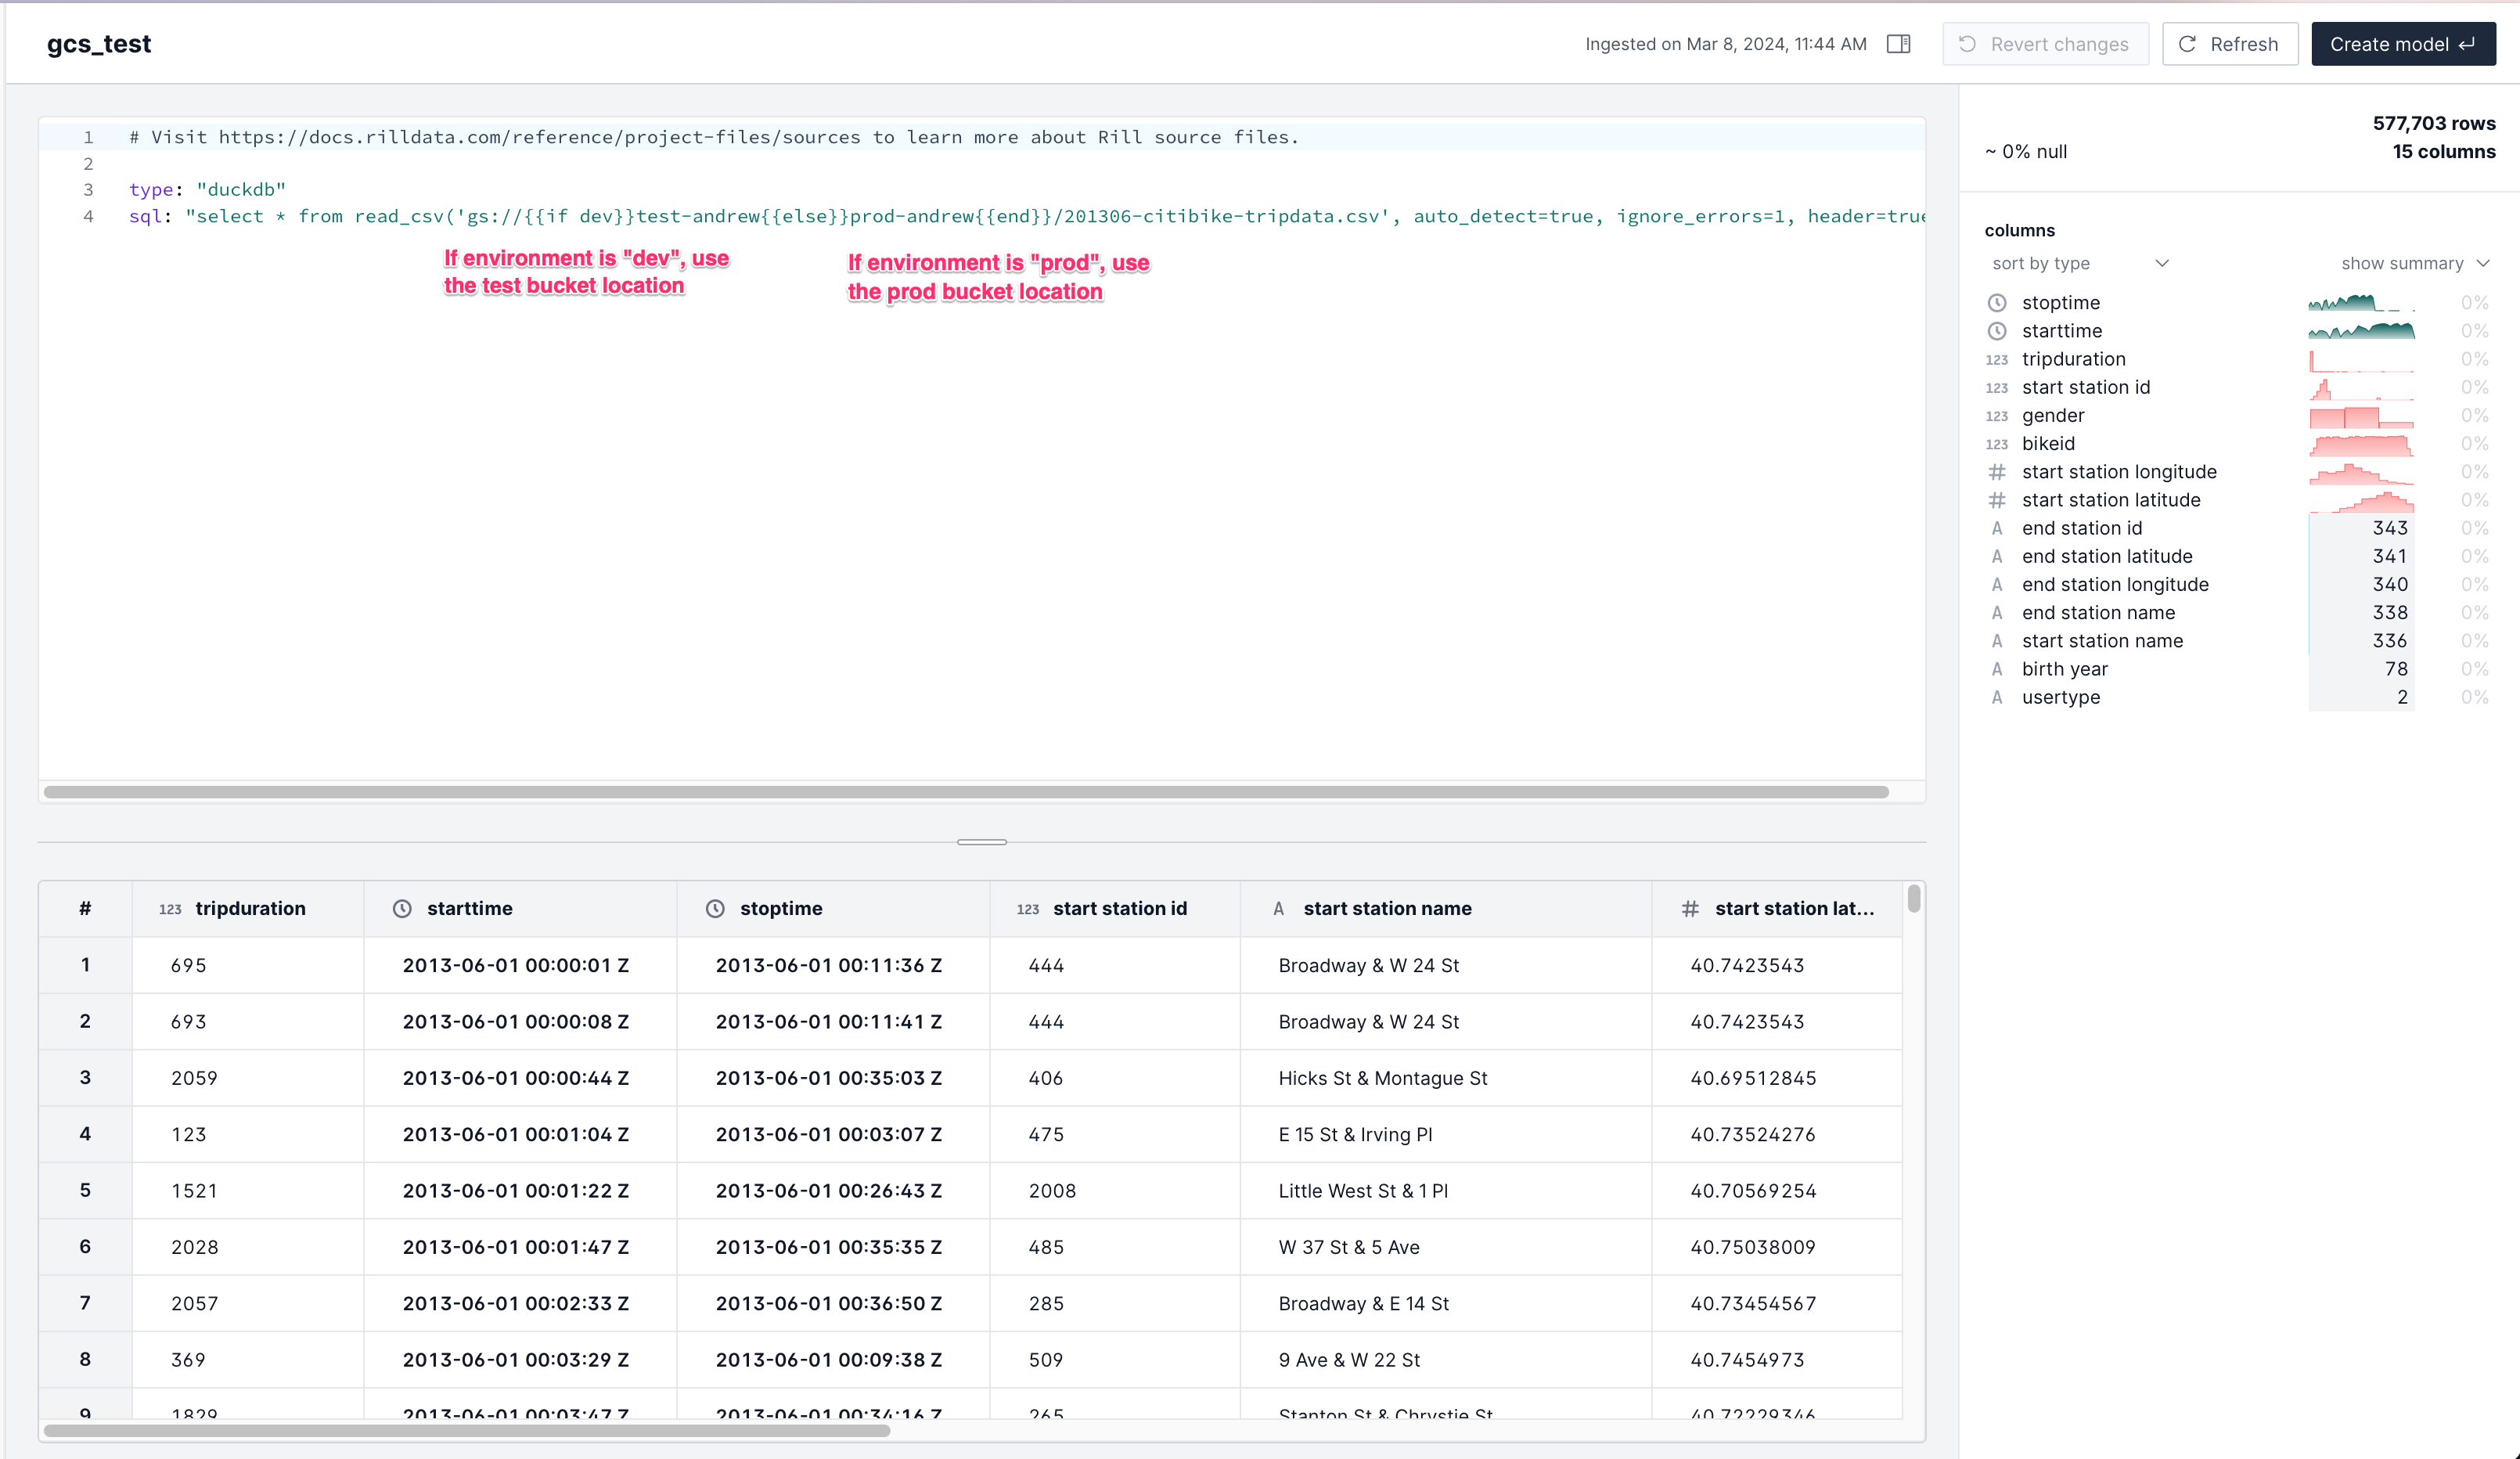 gcs_test
Ingested on Mar 8, 2024, 11:44 AM
Revert changes
Refresh
Create model
1 # Visit https://docs.rilldata.com/reference/project-files/sources to learn more about Rill source files.
2
3 type: "duckdb"
4 sql: "select * from read_csv('gs://{{if dev}}test-andrew{{else}}prod-andrew{{end}}/201306-citibike-tripdata.csv', auto_detect=true, ignore_errors=1, header=true
If environment is "dev", use
the test bucket location
If environment is "prod", use
the prod bucket location
577,703 rows
~ 0% null 15 columns
columns
sort by type show summary
stoptime 0%
starttime 0%
123 tripduration 0%
123 start station id 0%
123 gender 0%
123 bikeid 0%
# start station longitude 0%
# start station latitude 0%
A end station id 343 0%
A end station latitude 341 0%
A end station longitude 340 0%
A end station name 338 0%
A start station name 336 0%
A birth year 78 0%
A usertype 2 0%
# 123 tripduration starttime stoptime 123 start station id A start station name # start station lat...
1 695 2013-06-01 00:00:01 Z 2013-06-01 00:11:36 Z 444 Broadway & W 24 St 40.7423543
2 693 2013-06-01 00:00:08 Z 2013-06-01 00:11:41 Z 444 Broadway & W 24 St 40.7423543
3 2059 2013-06-01 00:00:44 Z 2013-06-01 00:35:03 Z 406 Hicks St & Montague St 40.69512845
4 123 2013-06-01 00:01:04 Z 2013-06-01 00:03:07 Z 475 E 15 St & Irving Pl 40.73524276
5 1521 2013-06-01 00:01:22 Z 2013-06-01 00:26:43 Z 2008 Little West St & 1 Pl 40.70569254
6 2028 2013-06-01 00:01:47 Z 2013-06-01 00:35:35 Z 485 W 37 St & 5 Ave 40.75038009
7 2057 2013-06-01 00:02:33 Z 2013-06-01 00:36:50 Z 285 Broadway & E 14 St 40.73454567
8 369 2013-06-01 00:03:29 Z 2013-06-01 00:09:38 Z 509 9 Ave & W 22 St 40.7454973
9 1829 2013-06-01 00:03:47 Z 2013-06-01 00:34:16 Z 265 Stanton St & Chrystie St 40.72229346